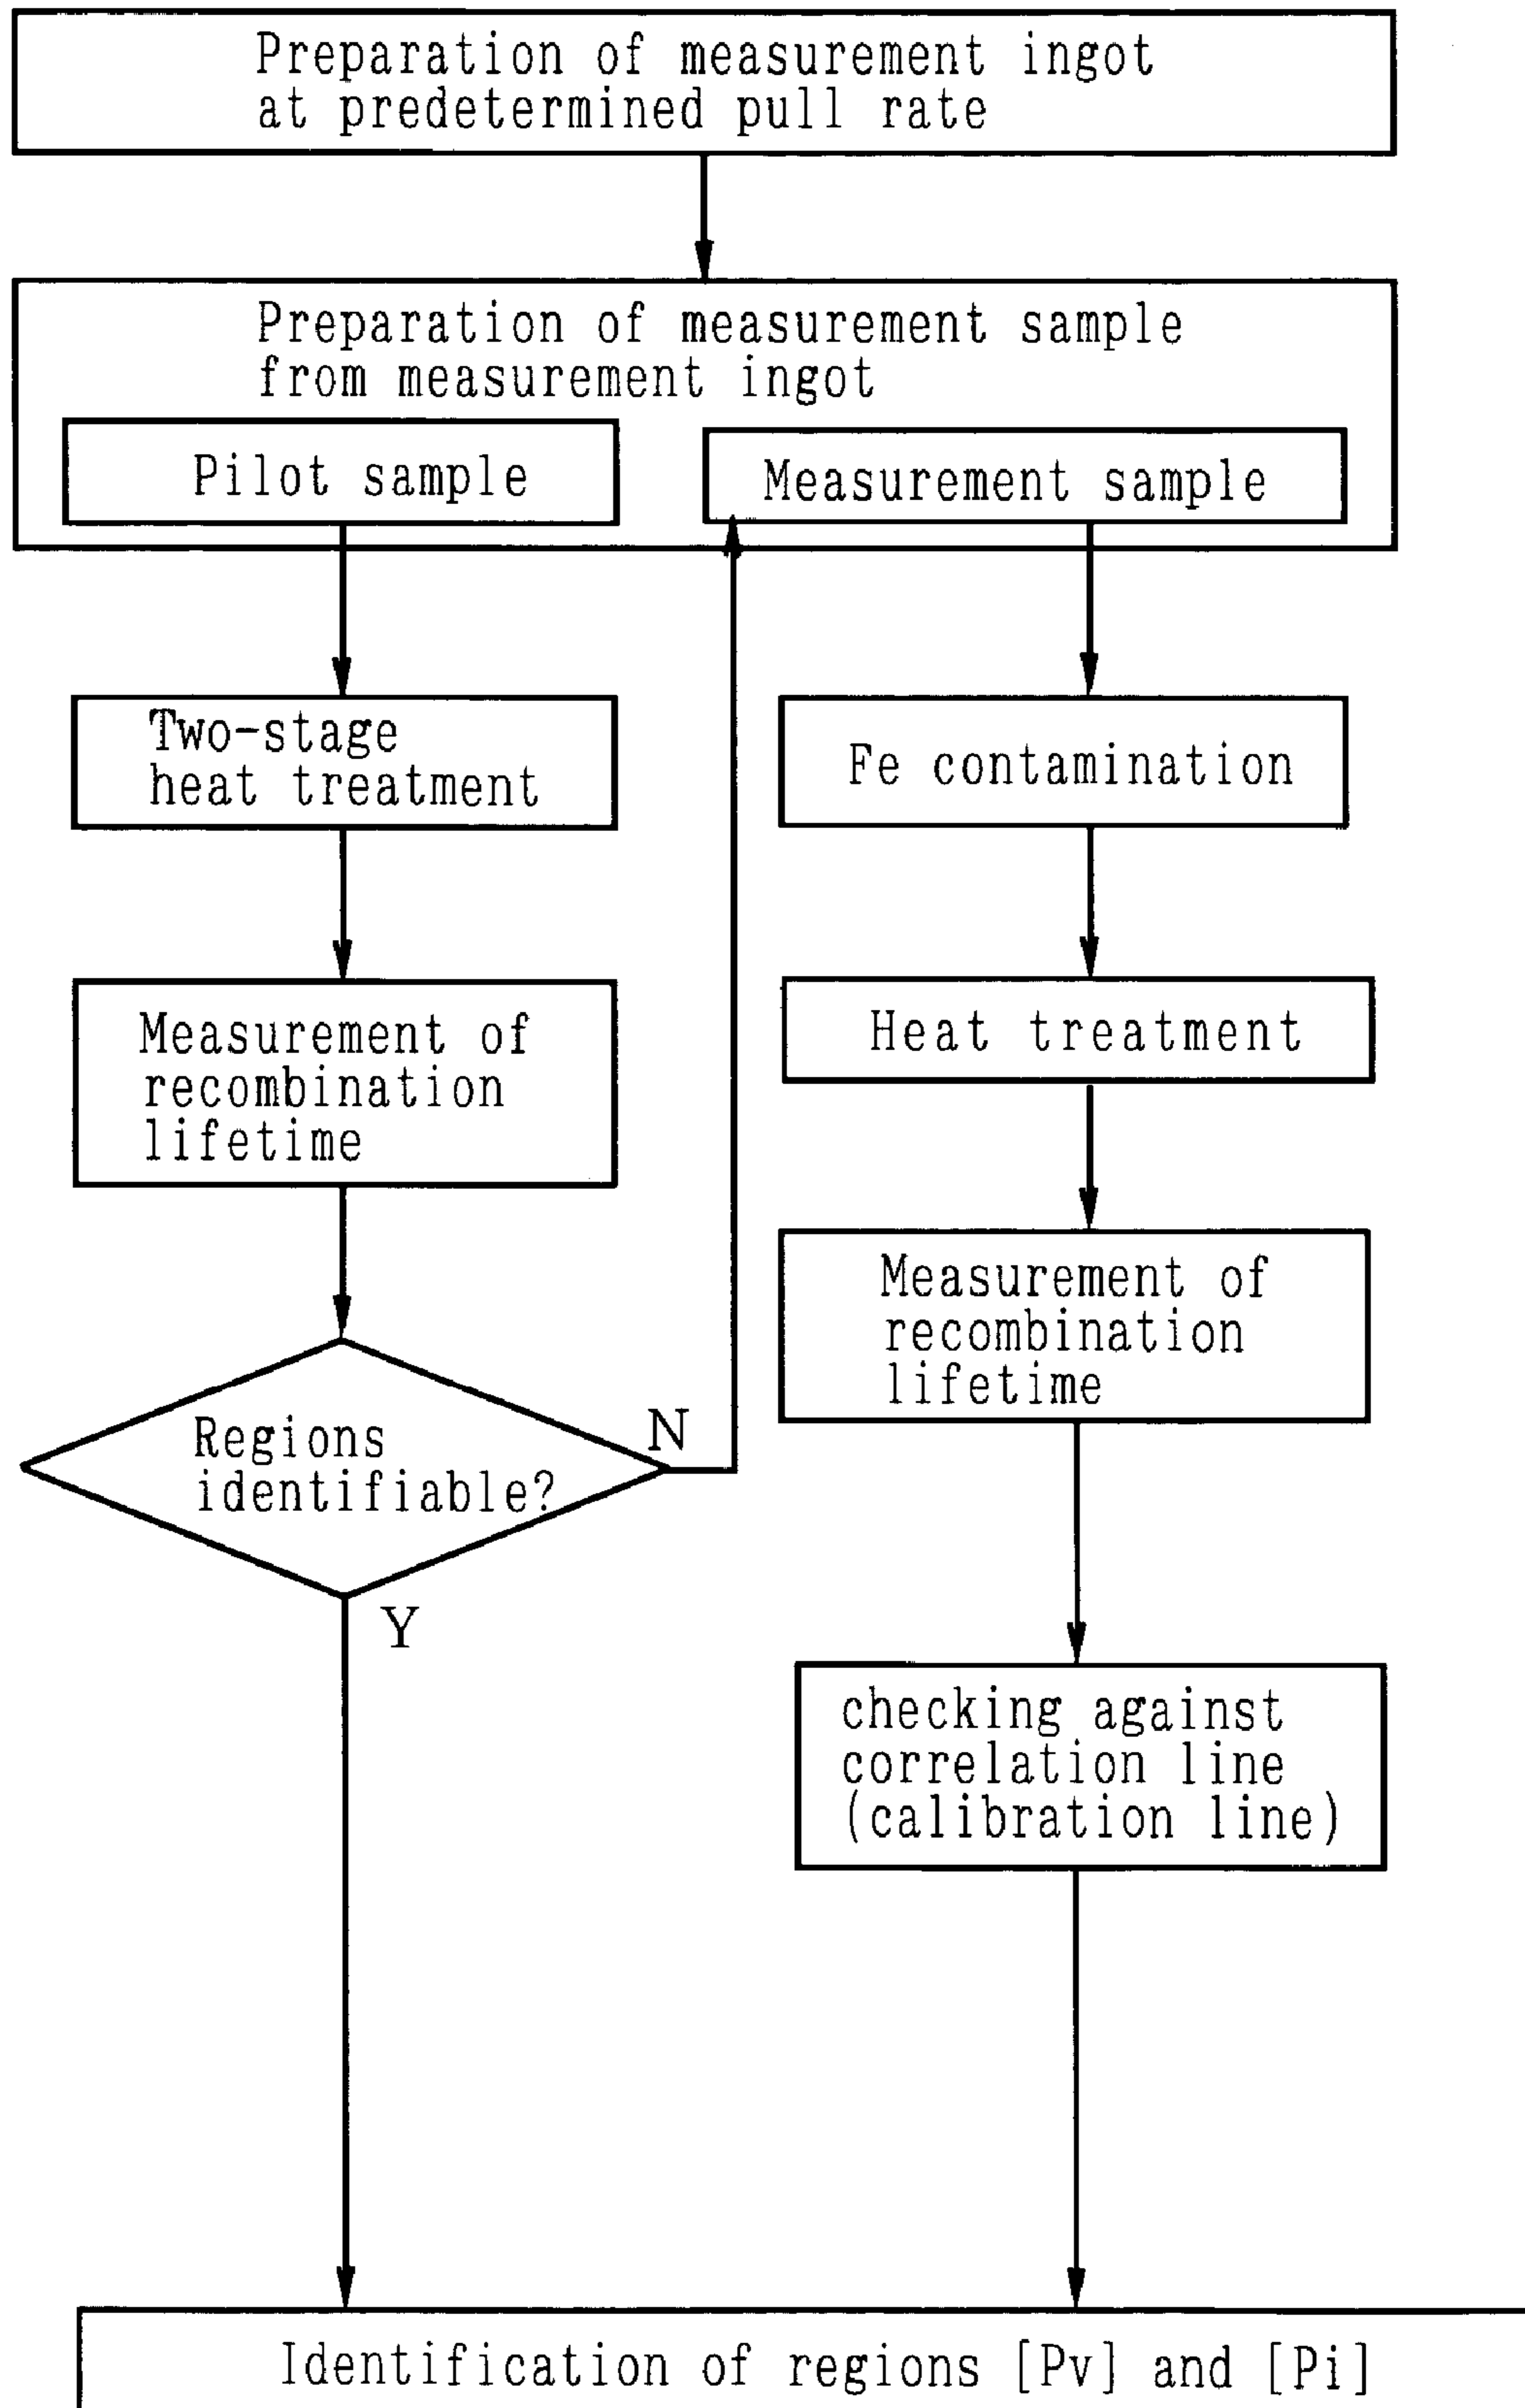 Preparation of measurement ingot
at predetermined pull rate
Preparation of measurement sample
from measurement ingot
Pilot sample
Measurement sample
Two-stage
heat treatment
Fe contamination
Measurement of
recombination
lifetime
Heat treatment
Measurement of
recombination
lifetime
Regions
identifiable?
N
Y
checking against
correlation line
(calibration line)
Identification of regions [Pv] and [Pi]